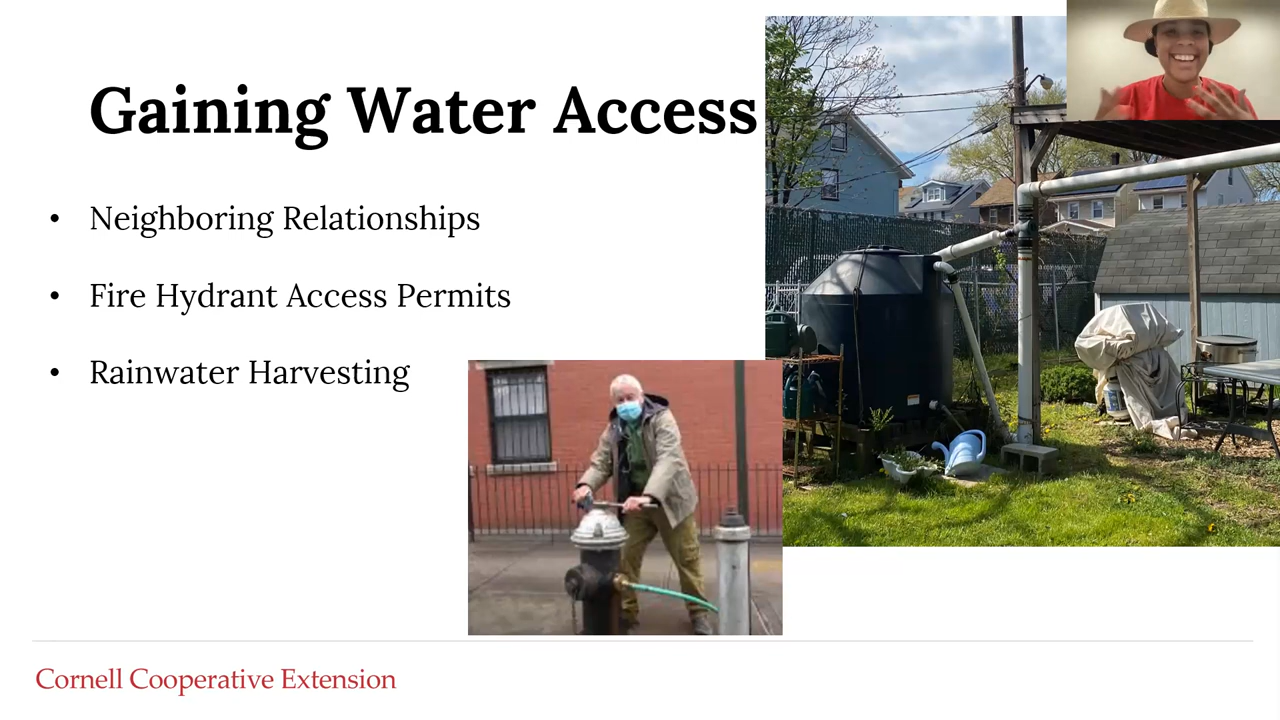 Gaining Water Access
• Neighboring Relationships
• Fire Hydrant Access Permits
• Rainwater Harvesting
Cornell Cooperative Extension